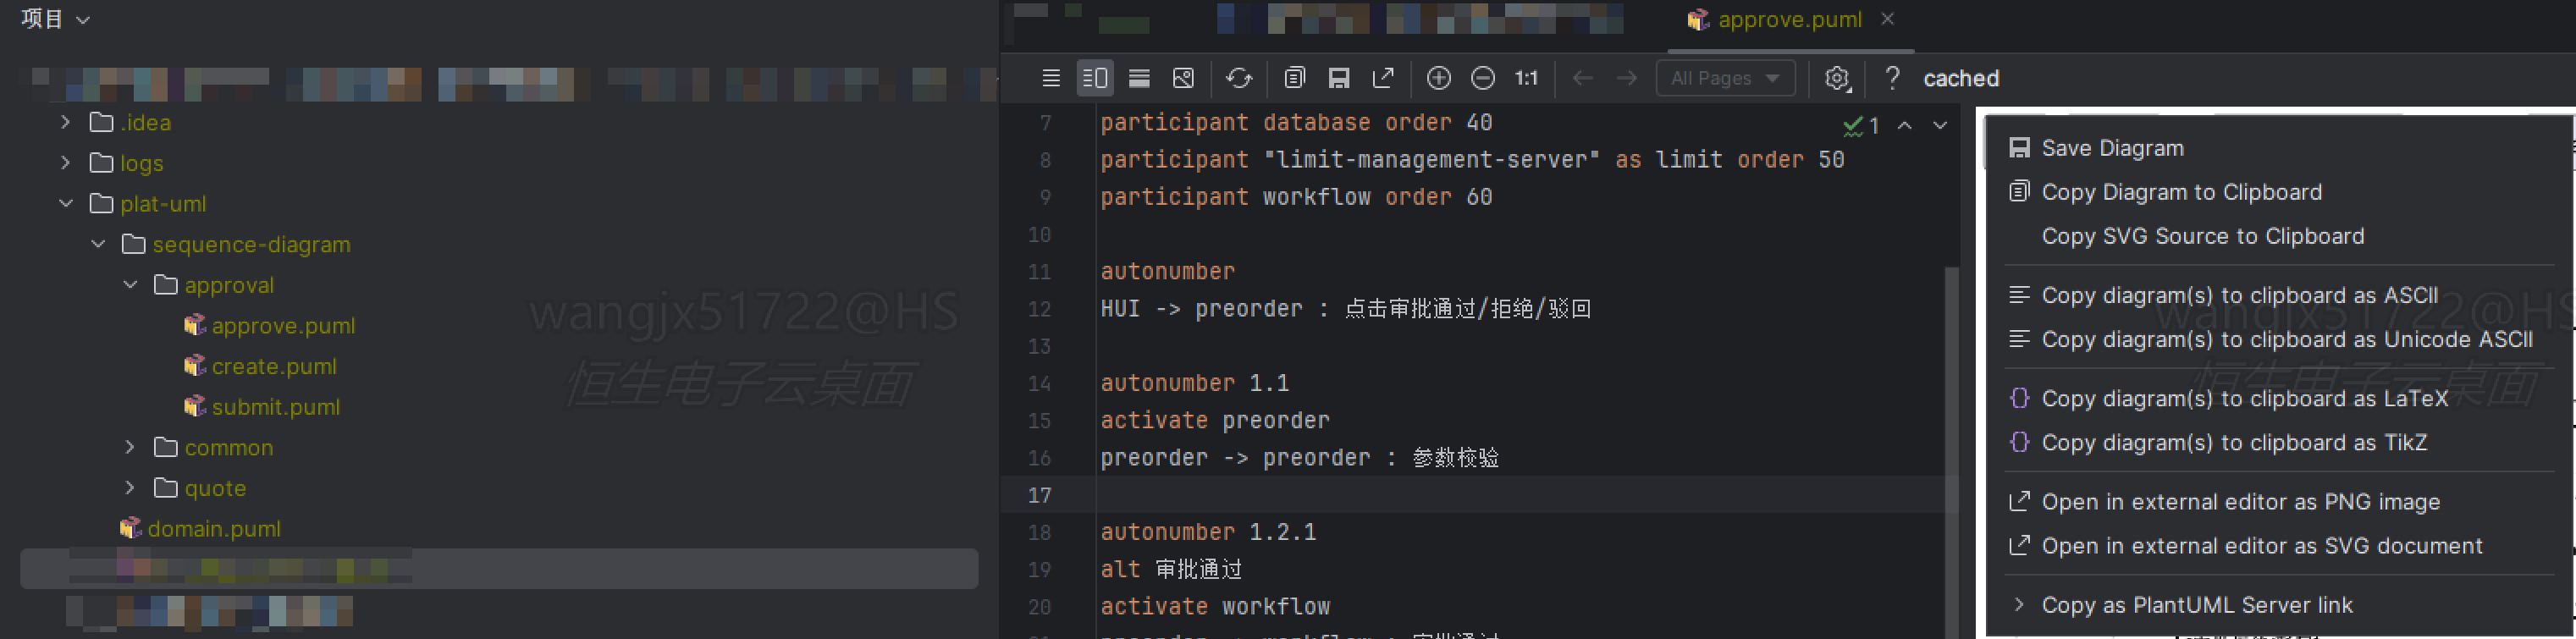 项目
.idea
logs
plat-uml
sequence-diagram
approval
approve.puml
create.puml
submit.puml
common
quote
domain.puml
wangjx51722@HS
恒生电子云桌面
approve.puml
1:1
All Pages
? cached
7 participant database order 40
8 participant "limit-management-server" as limit order 50
9 participant workflow order 60
10
11 autonumber
12 HUI -> preorder : 点击审批通过/拒绝/驳回
13
14 autonumber 1.1
15 activate preorder
16 preorder -> preorder : 参数校验
17
18 autonumber 1.2.1
19 alt 审批通过
20 activate workflow
1
Save Diagram
Copy Diagram to Clipboard
Copy SVG Source to Clipboard
Copy diagram(s) to clipboard as ASCII
Copy diagram(s) to clipboard as Unicode ASCII
Copy diagram(s) to clipboard as LaTeX
Copy diagram(s) to clipboard as TikZ
Open in external editor as PNG image
Open in external editor as SVG document
Copy as PlantUML Server link
wangjx51722@HS
恒生电子云桌面